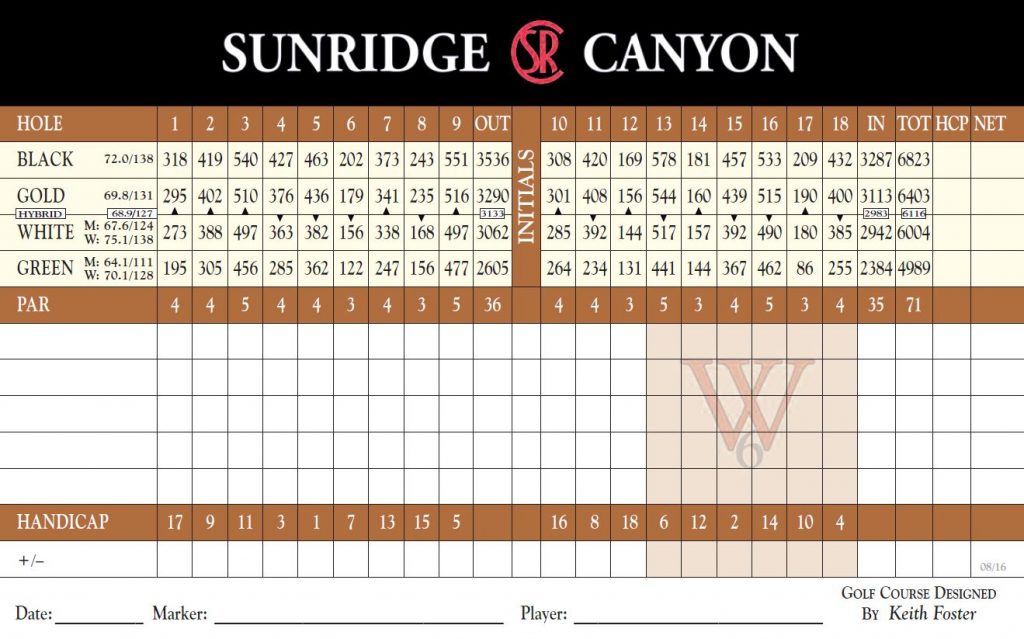 SUNRIDGE SR CANYON
HOLE 1 2 3 4 5 6 7 8 9 OUT INITIALS 10 11 12 13 14 15 16 17 18 IN TOT HCP NET
BLACK 72.0/138 318 419 540 427 463 202 373 243 551 3536 308 420 169 578 181 457 533 209 432 3287 6823
GOLD 69.8/131 295 402 510 376 436 179 341 235 516 3290 301 408 156 544 160 439 515 190 400 3113 6403
HYBRID 68.9/127 ▲ ▲ ▲ ▼ ▼ ▼ ▲ ▼ ▲ 3133 ▲ ▼ ▼ ▼ ▲ ▼ ▼ ▲ ▼ 2983 6116
WHITE M: 67.6/124 273 388 497 363 382 156 338 168 497 3062 285 392 144 517 157 392 490 180 385 2942 6004
W: 75.1/138
GREEN M: 64.1/111 195 305 456 285 362 122 247 156 477 2605 264 234 131 441 144 367 462 86 255 2384 4989
W: 70.1/128
PAR 4 4 5 4 4 3 4 3 5 36 4 4 3 5 3 4 5 3 4 35 71
W
6
HANDICAP 17 9 11 3 1 7 13 15 5 16 8 18 6 12 2 14 10 4
+/–
08/16
Date: Marker: Player:
GOLF COURSE DESIGNED
BY Keith Foster